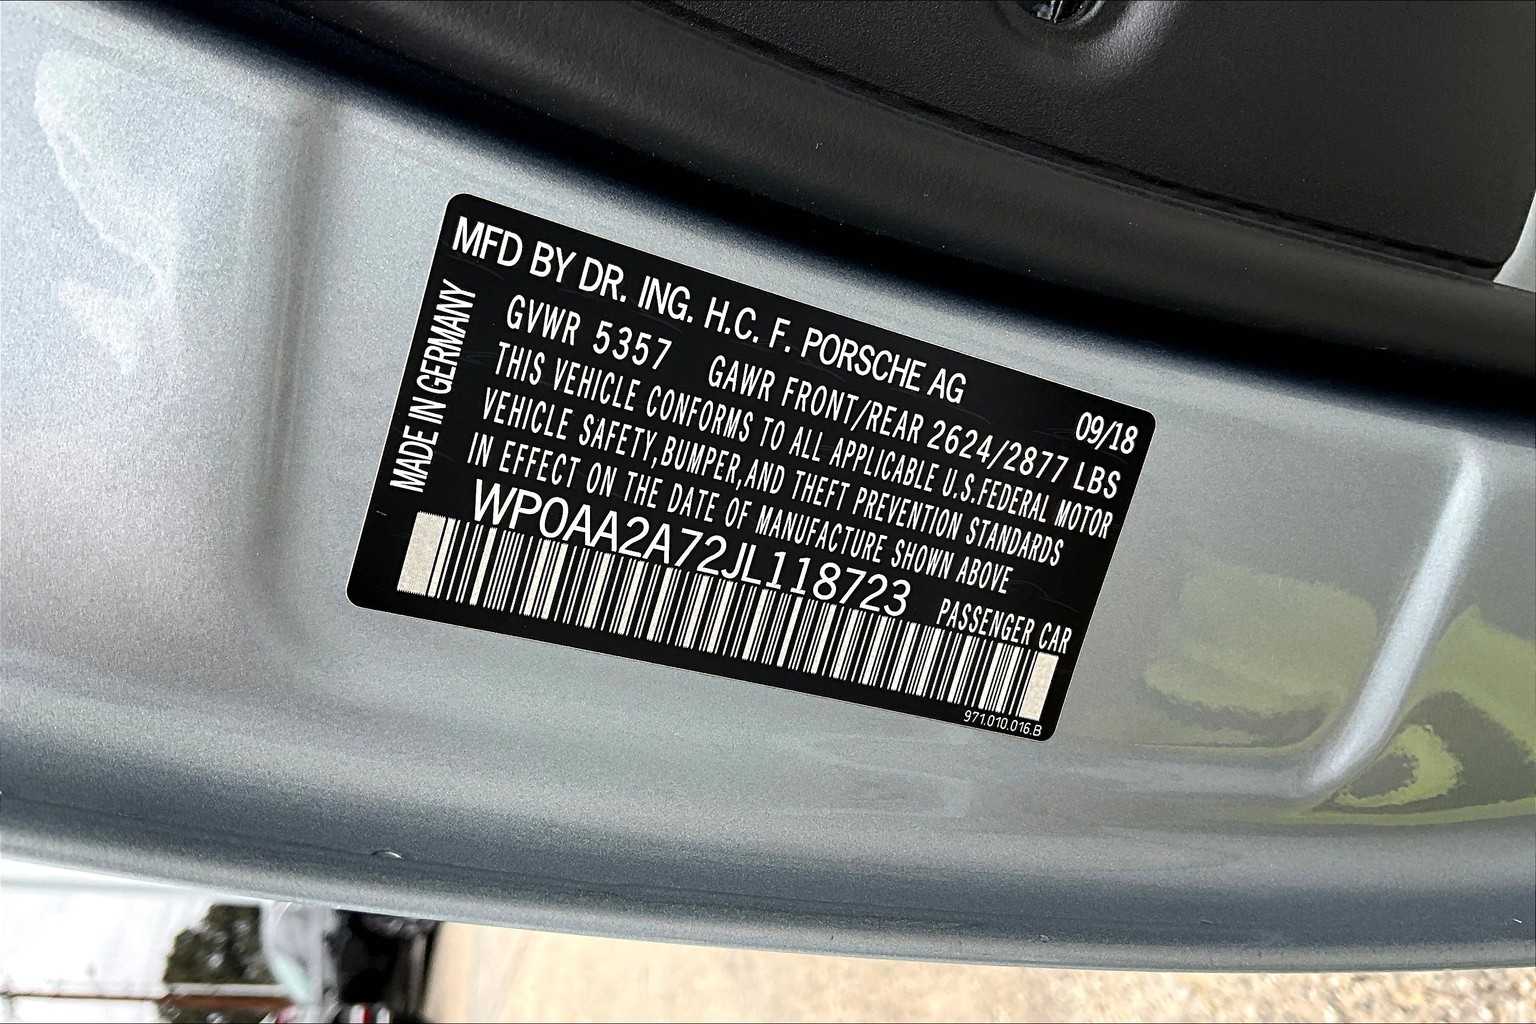 MFD BY DR. ING. H.C. F. PORSCHE AG
09/18
GVWR 5357 GAWR FRONT/REAR 2624/2877 LBS
THIS VEHICLE CONFORMS TO ALL APPLICABLE U.S.FEDERAL MOTOR
VEHICLE SAFETY,BUMPER,AND THEFT PREVENTION STANDARDS
IN EFFECT ON THE DATE OF MANUFACTURE SHOWN ABOVE
WP0AA2A72JL118723
PASSENGER CAR
971.010.016.B
MADE IN GERMANY